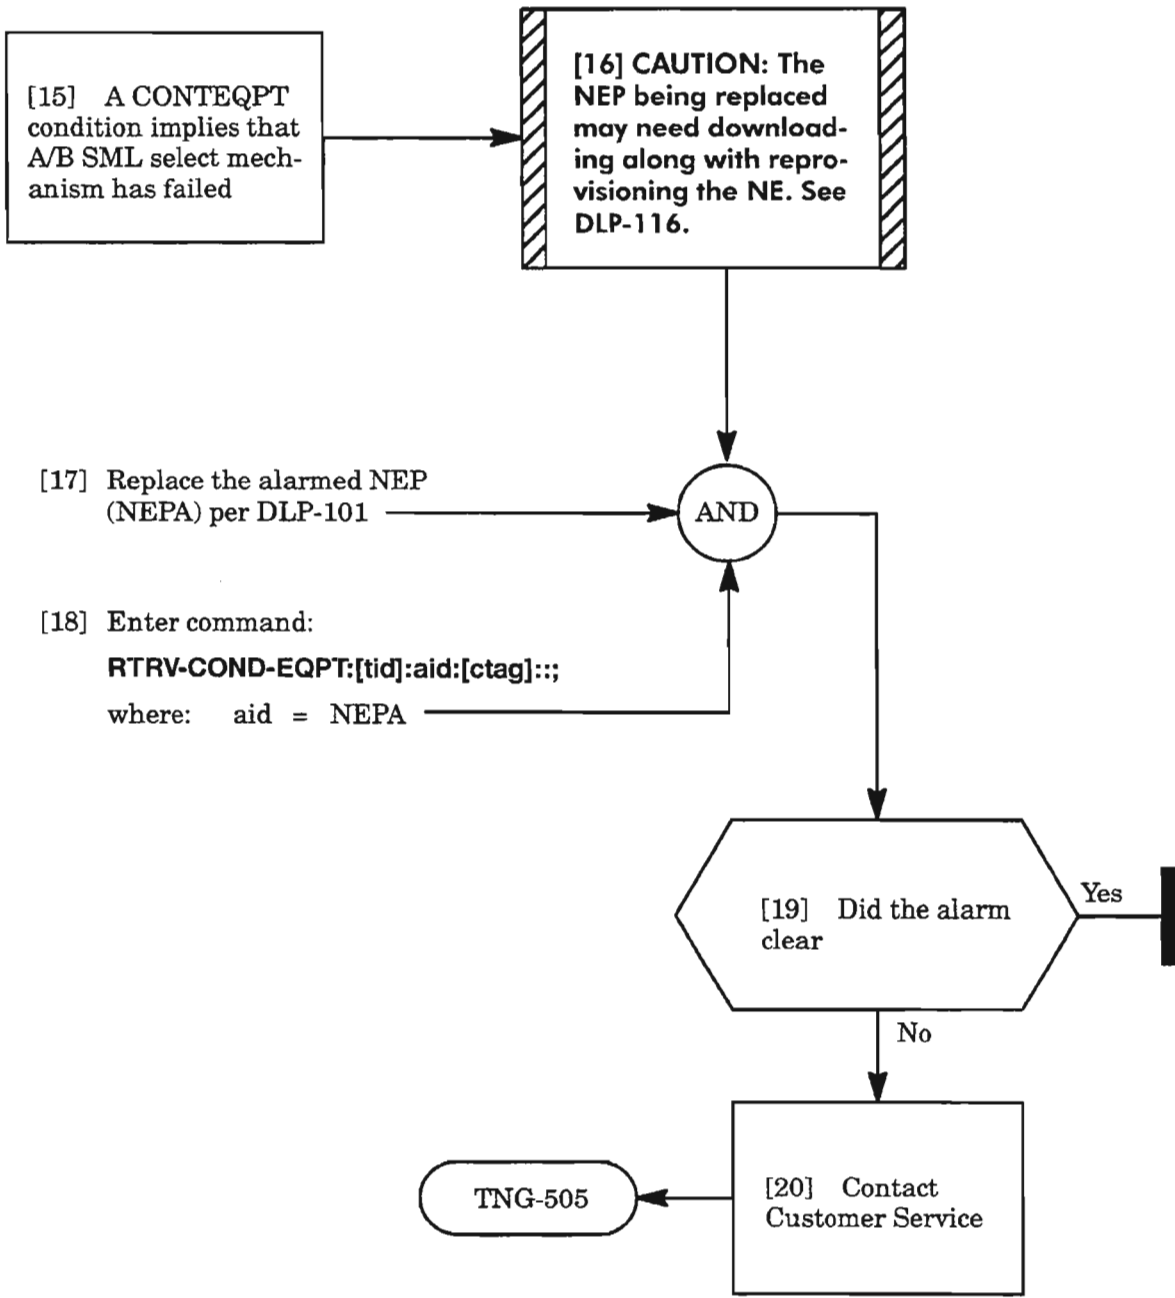 [15] A CONTEQPT
condition implies that
A/B SML select mech-
anism has failed
[16] CAUTION: The
NEP being replaced
may need download-
ing along with repro-
visioning the NE. See
DLP-116.
[17] Replace the alarmed NEP
(NEPA) per DLP-101
AND
[18] Enter command:
RTRV-COND-EQPT:[tid]:aid:[ctag]::;
where: aid = NEPA
[19] Did the alarm
clear
Yes
No
[20] Contact
Customer Service
TNG-505